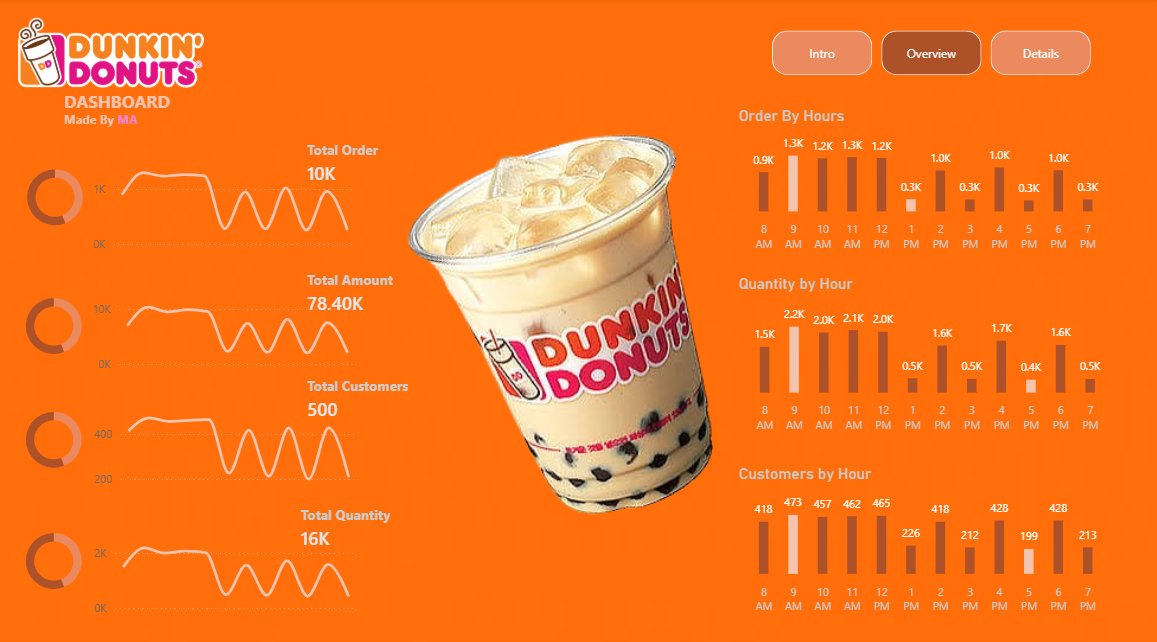 DUNKIN'
DONUTS
DASHBOARD
Made By MA
Intro
Overview
Details
Total Order
10K
1K
0K
Total Amount
78.40K
10K
0K
Total Customers
500
400
200
Total Quantity
16K
2K
0K
DUNKIN'
DONUTS
Order By Hours
0.9K 1.3K 1.2K 1.3K 1.2K 0.3K 1.0K 0.3K 1.0K 0.3K 1.0K 0.3K
8 9 10 11 12 1 2 3 4 5 6 7
AM AM AM AM PM PM PM PM PM PM PM PM
Quantity by Hour
1.5K 2.2K 2.0K 2.1K 2.0K 0.5K 1.6K 0.5K 1.7K 0.4K 1.6K 0.5K
8 9 10 11 12 1 2 3 4 5 6 7
AM AM AM AM PM PM PM PM PM PM PM PM
Customers by Hour
418 473 457 462 465 226 418 212 428 199 428 213
8 9 10 11 12 1 2 3 4 5 6 7
AM AM AM AM PM PM PM PM PM PM PM PM